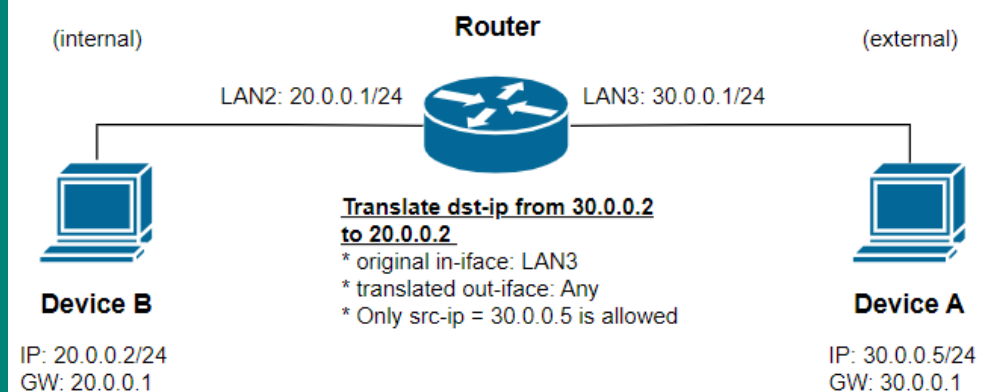 Router
(internal)
(external)
LAN2: 20.0.0.1/24
LAN3: 30.0.0.1/24
Translate dst-ip from 30.0.0.2
to 20.0.0.2
* original in-iface: LAN3
* translated out-iface: Any
* Only src-ip = 30.0.0.5 is allowed
Device B
IP: 20.0.0.2/24
GW: 20.0.0.1
Device A
IP: 30.0.0.5/24
GW: 30.0.0.1